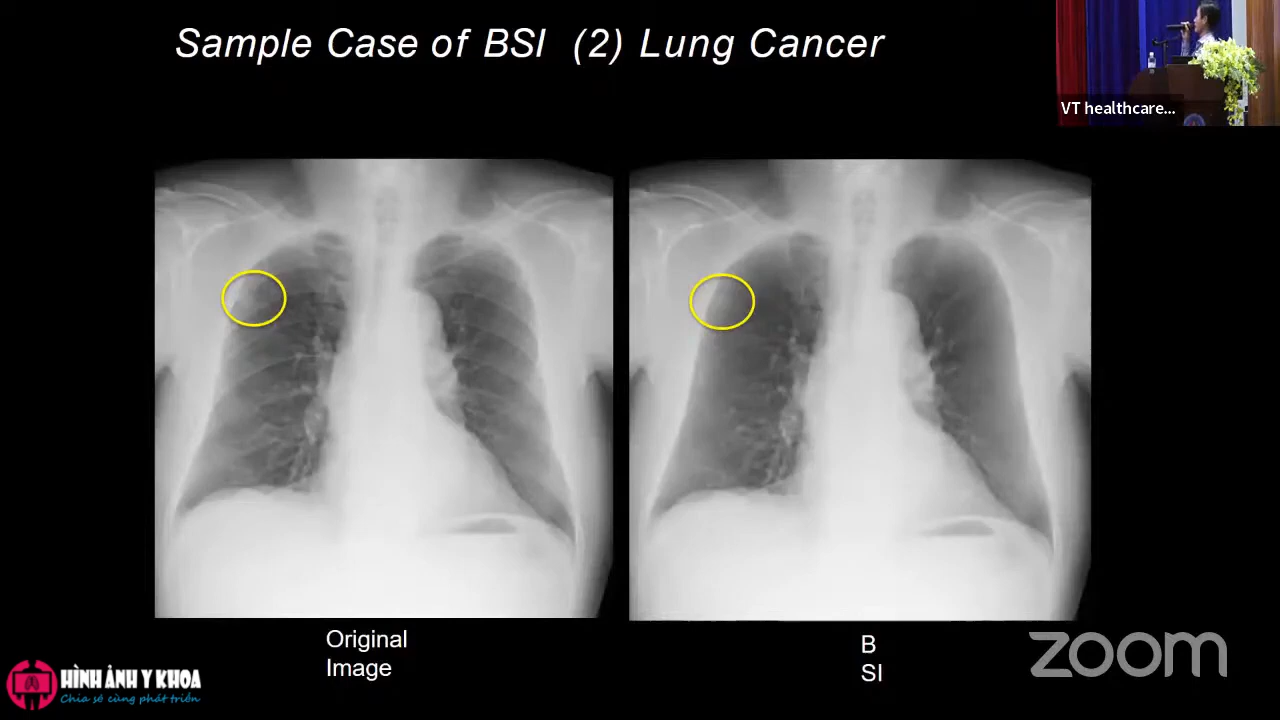 Sample Case of BSI (2) Lung Cancer
VT healthcare...
Original
Image
B
SI
HÌNH ẢNH Y KHOA
Chia sẻ cùng phát triển
zoom